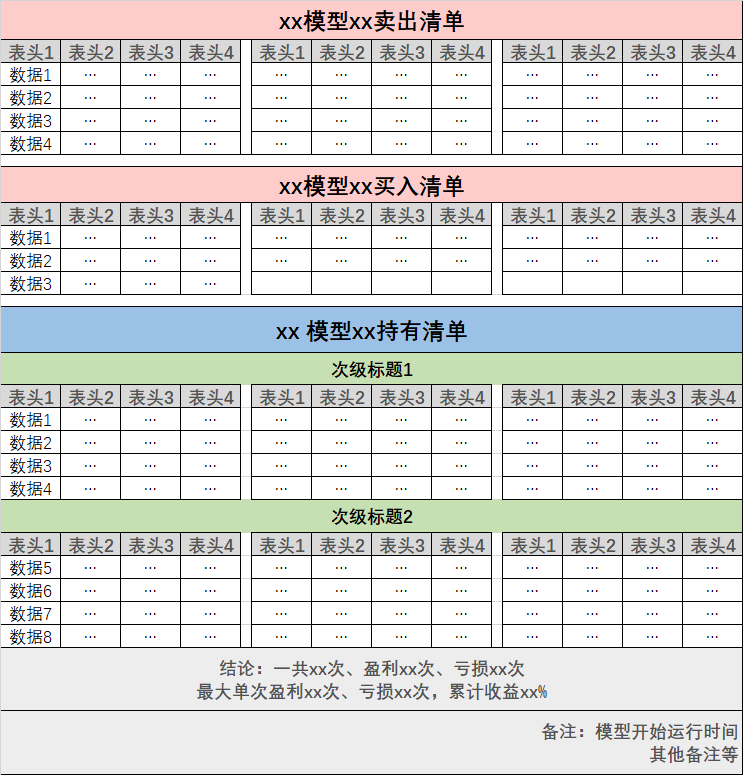 xx模型xx卖出清单
表头1 表头2 表头3 表头4 表头1 表头2 表头3 表头4 表头1 表头2 表头3 表头4
数据1 ... ... ... ... ... ... ... ... ... ... ...
数据2 ... ... ... ... ... ... ... ... ... ... ...
数据3 ... ... ... ... ... ... ... ... ... ... ...
数据4 ... ... ... ... ... ... ... ... ... ... ...
xx模型xx买入清单
表头1 表头2 表头3 表头4 表头1 表头2 表头3 表头4 表头1 表头2 表头3 表头4
数据1 ... ... ... ... ... ... ... ... ... ... ...
数据2 ... ... ... ... ... ... ... ... ... ... ...
数据3 ... ... ...
xx 模型xx持有清单
次级标题1
表头1 表头2 表头3 表头4 表头1 表头2 表头3 表头4 表头1 表头2 表头3 表头4
数据1 ... ... ... ... ... ... ... ... ... ... ...
数据2 ... ... ... ... ... ... ... ... ... ... ...
数据3 ... ... ... ... ... ... ... ... ... ... ...
数据4 ... ... ... ... ... ... ... ... ... ... ...
次级标题2
表头1 表头2 表头3 表头4 表头1 表头2 表头3 表头4 表头1 表头2 表头3 表头4
数据5 ... ... ... ... ... ... ... ... ... ... ...
数据6 ... ... ... ... ... ... ... ... ... ... ...
数据7 ... ... ... ... ... ... ... ... ... ... ...
数据8 ... ... ... ... ... ... ... ... ... ... ...
结论：一共xx次、盈利xx次、亏损xx次
最大单次盈利xx次、亏损xx次，累计收益xx%
备注：模型开始运行时间
其他备注等